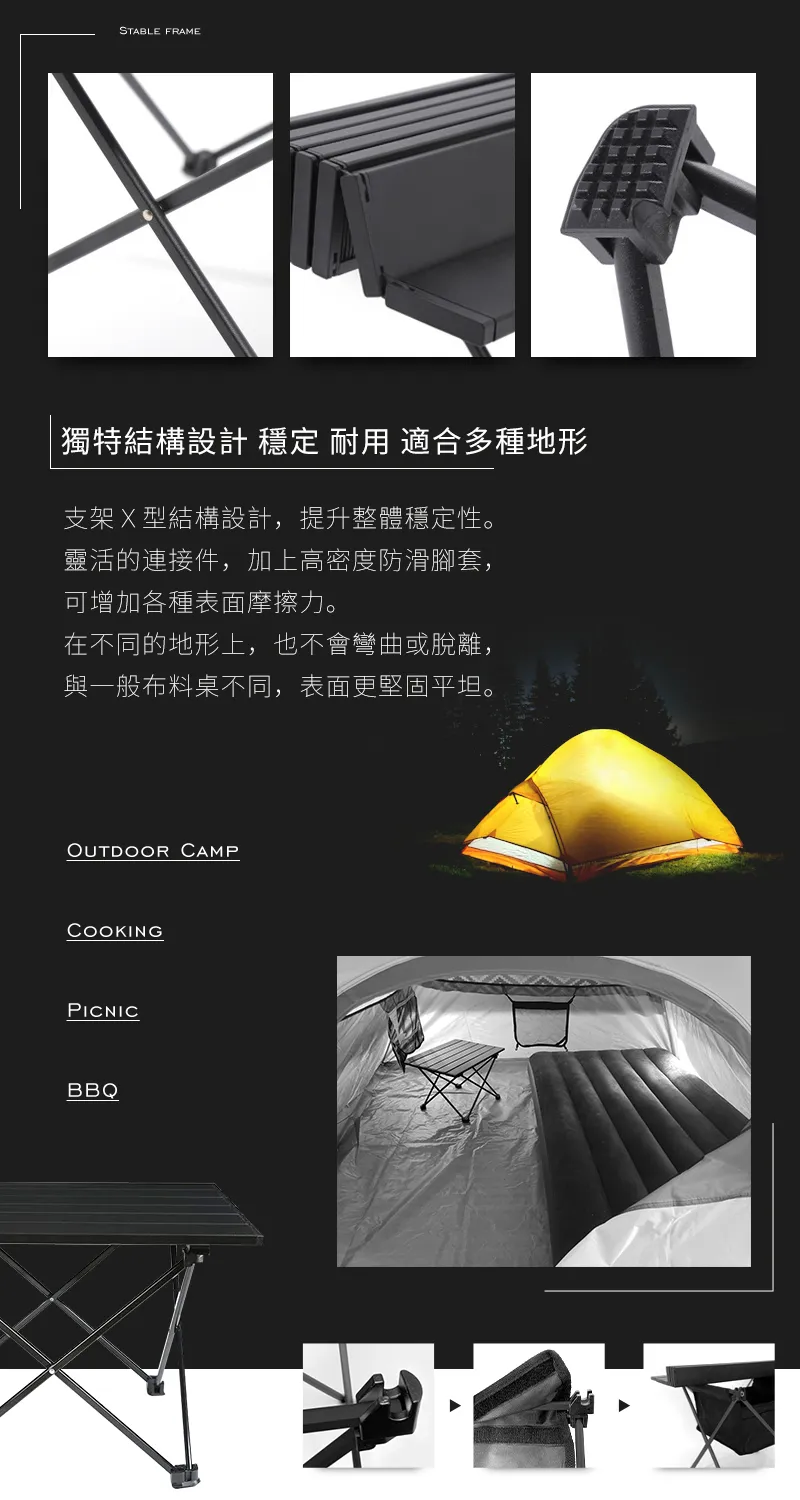 Stable frame
獨特結構設計 穩定 耐用 適合多種地形
支架X型結構設計，提升整體穩定性。
靈活的連接件，加上高密度防滑腳套，
可增加各種表面摩擦力。
在不同的地形上，也不會彎曲或脫離，
與一般布料桌不同，表面更堅固平坦。
Outdoor Camp
Cooking
Picnic
BBQ